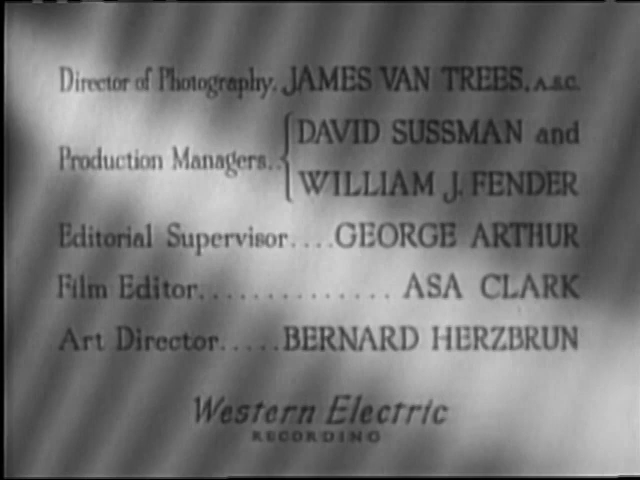 Director of Photography. JAMES VAN TREES, A.S.C.
Production Managers.. DAVID SUSSMAN and
WILLIAM J. FENDER
Editorial Supervisor.... GEORGE ARTHUR
Film Editor.............. ASA CLARK
Art Director..... BERNARD HERZBRUN
Western Electric
RECORDING